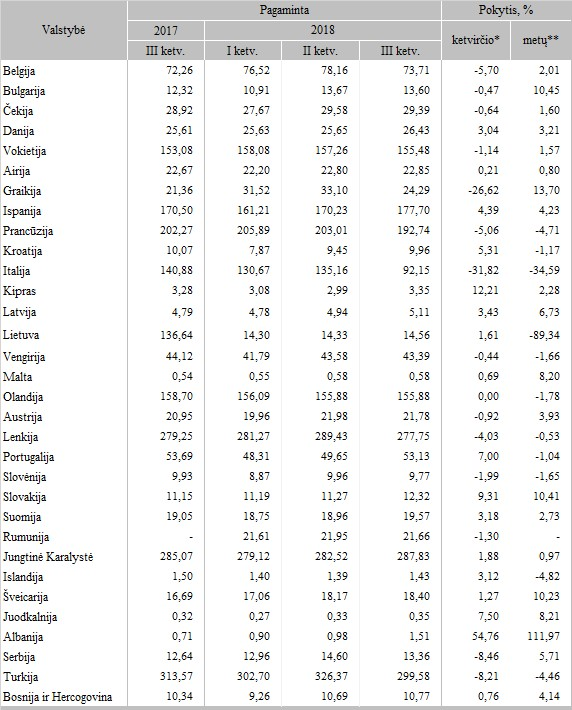 Valstybė Pagaminta Pokytis, %
2017 2018 ketvirčio* metų**
III ketv. I ketv. II ketv. III ketv.
Belgija 72,26 76,52 78,16 73,71 -5,70 2,01
Bulgarija 12,32 10,91 13,67 13,60 -0,47 10,45
Čekija 28,92 27,67 29,58 29,39 -0,64 1,60
Danija 25,61 25,63 25,65 26,43 3,04 3,21
Vokietija 153,08 158,08 157,26 155,48 -1,14 1,57
Airija 22,67 22,20 22,80 22,85 0,21 0,80
Graikija 21,36 31,52 33,10 24,29 -26,62 13,70
Ispanija 170,50 161,21 170,23 177,70 4,39 4,23
Prancūzija 202,27 205,89 203,01 192,74 -5,06 -4,71
Kroatija 10,07 7,87 9,45 9,96 5,31 -1,17
Italija 140,88 130,67 135,16 92,15 -31,82 -34,59
Kipras 3,28 3,08 2,99 3,35 12,21 2,28
Latvija 4,79 4,78 4,94 5,11 3,43 6,73
Lietuva 136,64 14,30 14,33 14,56 1,61 -89,34
Vengirija 44,12 41,79 43,58 43,39 -0,44 -1,66
Malta 0,54 0,55 0,58 0,58 0,69 8,20
Olandija 158,70 156,09 155,88 155,88 0,00 -1,78
Austrija 20,95 19,96 21,98 21,78 -0,92 3,93
Lenkija 279,25 281,27 289,43 277,75 -4,03 -0,53
Portugalija 53,69 48,31 49,65 53,13 7,00 -1,04
Slovėnija 9,93 8,87 9,96 9,77 -1,99 -1,65
Slovakija 11,15 11,19 11,27 12,32 9,31 10,41
Suomija 19,05 18,75 18,96 19,57 3,18 2,73
Rumunija - 21,61 21,95 21,66 -1,30 -
Jungtinė Karalystė 285,07 279,12 282,52 287,83 1,88 0,97
Islandija 1,50 1,40 1,39 1,43 3,12 -4,82
Šveicarija 16,69 17,06 18,17 18,40 1,27 10,23
Juodkalnija 0,32 0,27 0,33 0,35 7,50 8,21
Albanija 0,71 0,90 0,98 1,51 54,76 111,97
Serbija 12,64 12,96 14,60 13,36 -8,46 5,71
Turkija 313,57 302,70 326,37 299,58 -8,21 -4,46
Bosnija ir Hercogovina 10,34 9,26 10,69 10,77 0,76 4,14